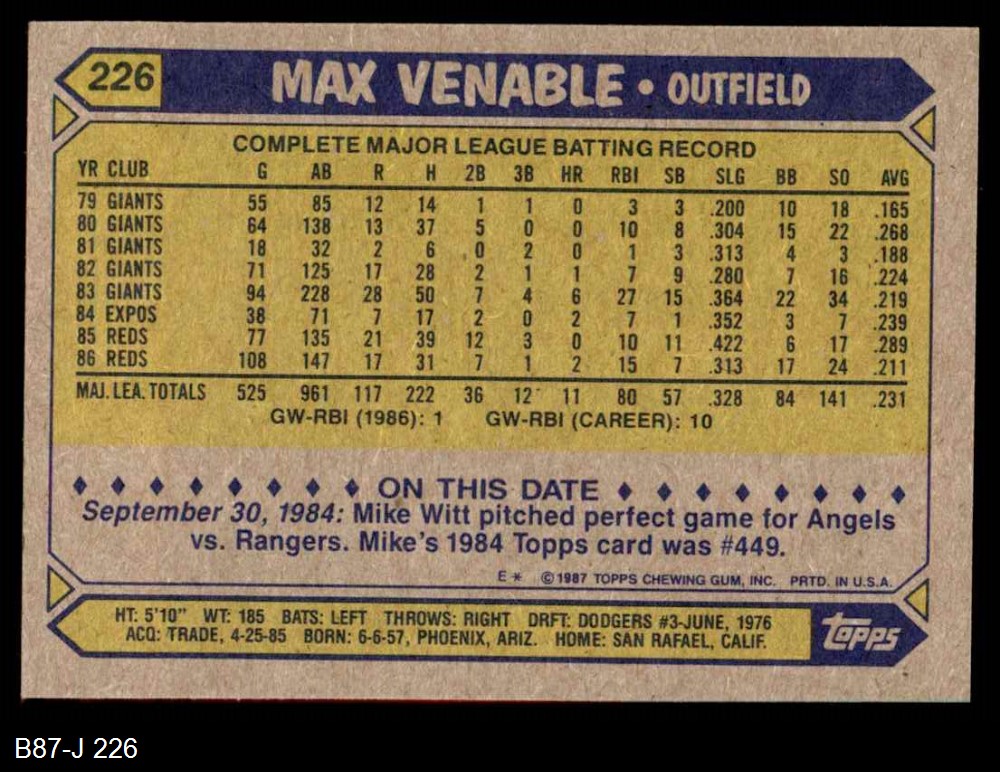 226 MAX VENABLE • OUTFIELD
COMPLETE MAJOR LEAGUE BATTING RECORD
YR CLUB G AB R H 2B 3B HR RBI SB SLG BB SO AVG
79 GIANTS 55 85 12 14 1 1 0 3 3 .200 10 18 .165
80 GIANTS 64 138 13 37 5 0 0 10 8 .304 15 22 .268
81 GIANTS 18 32 2 6 0 2 0 1 3 .313 4 3 .188
82 GIANTS 71 125 17 28 2 1 1 7 9 .280 7 16 .224
83 GIANTS 94 228 28 50 7 4 6 27 15 .364 22 34 .219
84 EXPOS 38 71 7 17 2 0 2 7 1 .352 3 7 .239
85 REDS 77 135 21 39 12 3 0 10 11 .422 6 17 .289
86 REDS 108 147 17 31 7 1 2 15 7 .313 17 24 .211
MAJ. LEA. TOTALS 525 961 117 222 36 12 11 80 57 .328 84 141 .231
GW-RBI (1986): 1 GW-RBI (CAREER): 10
ON THIS DATE
September 30, 1984: Mike Witt pitched perfect game for Angels
vs. Rangers. Mike's 1984 Topps card was #449.
E* ©1987 TOPPS CHEWING GUM, INC. PRTD. IN U.S.A.
HT: 5'10" WT: 185 BATS: LEFT THROWS: RIGHT DRFT: DODGERS #3-JUNE, 1976
ACQ: TRADE, 4-25-85 BORN: 6-6-57, PHOENIX, ARIZ. HOME: SAN RAFAEL, CALIF.
topps
B87-J 226